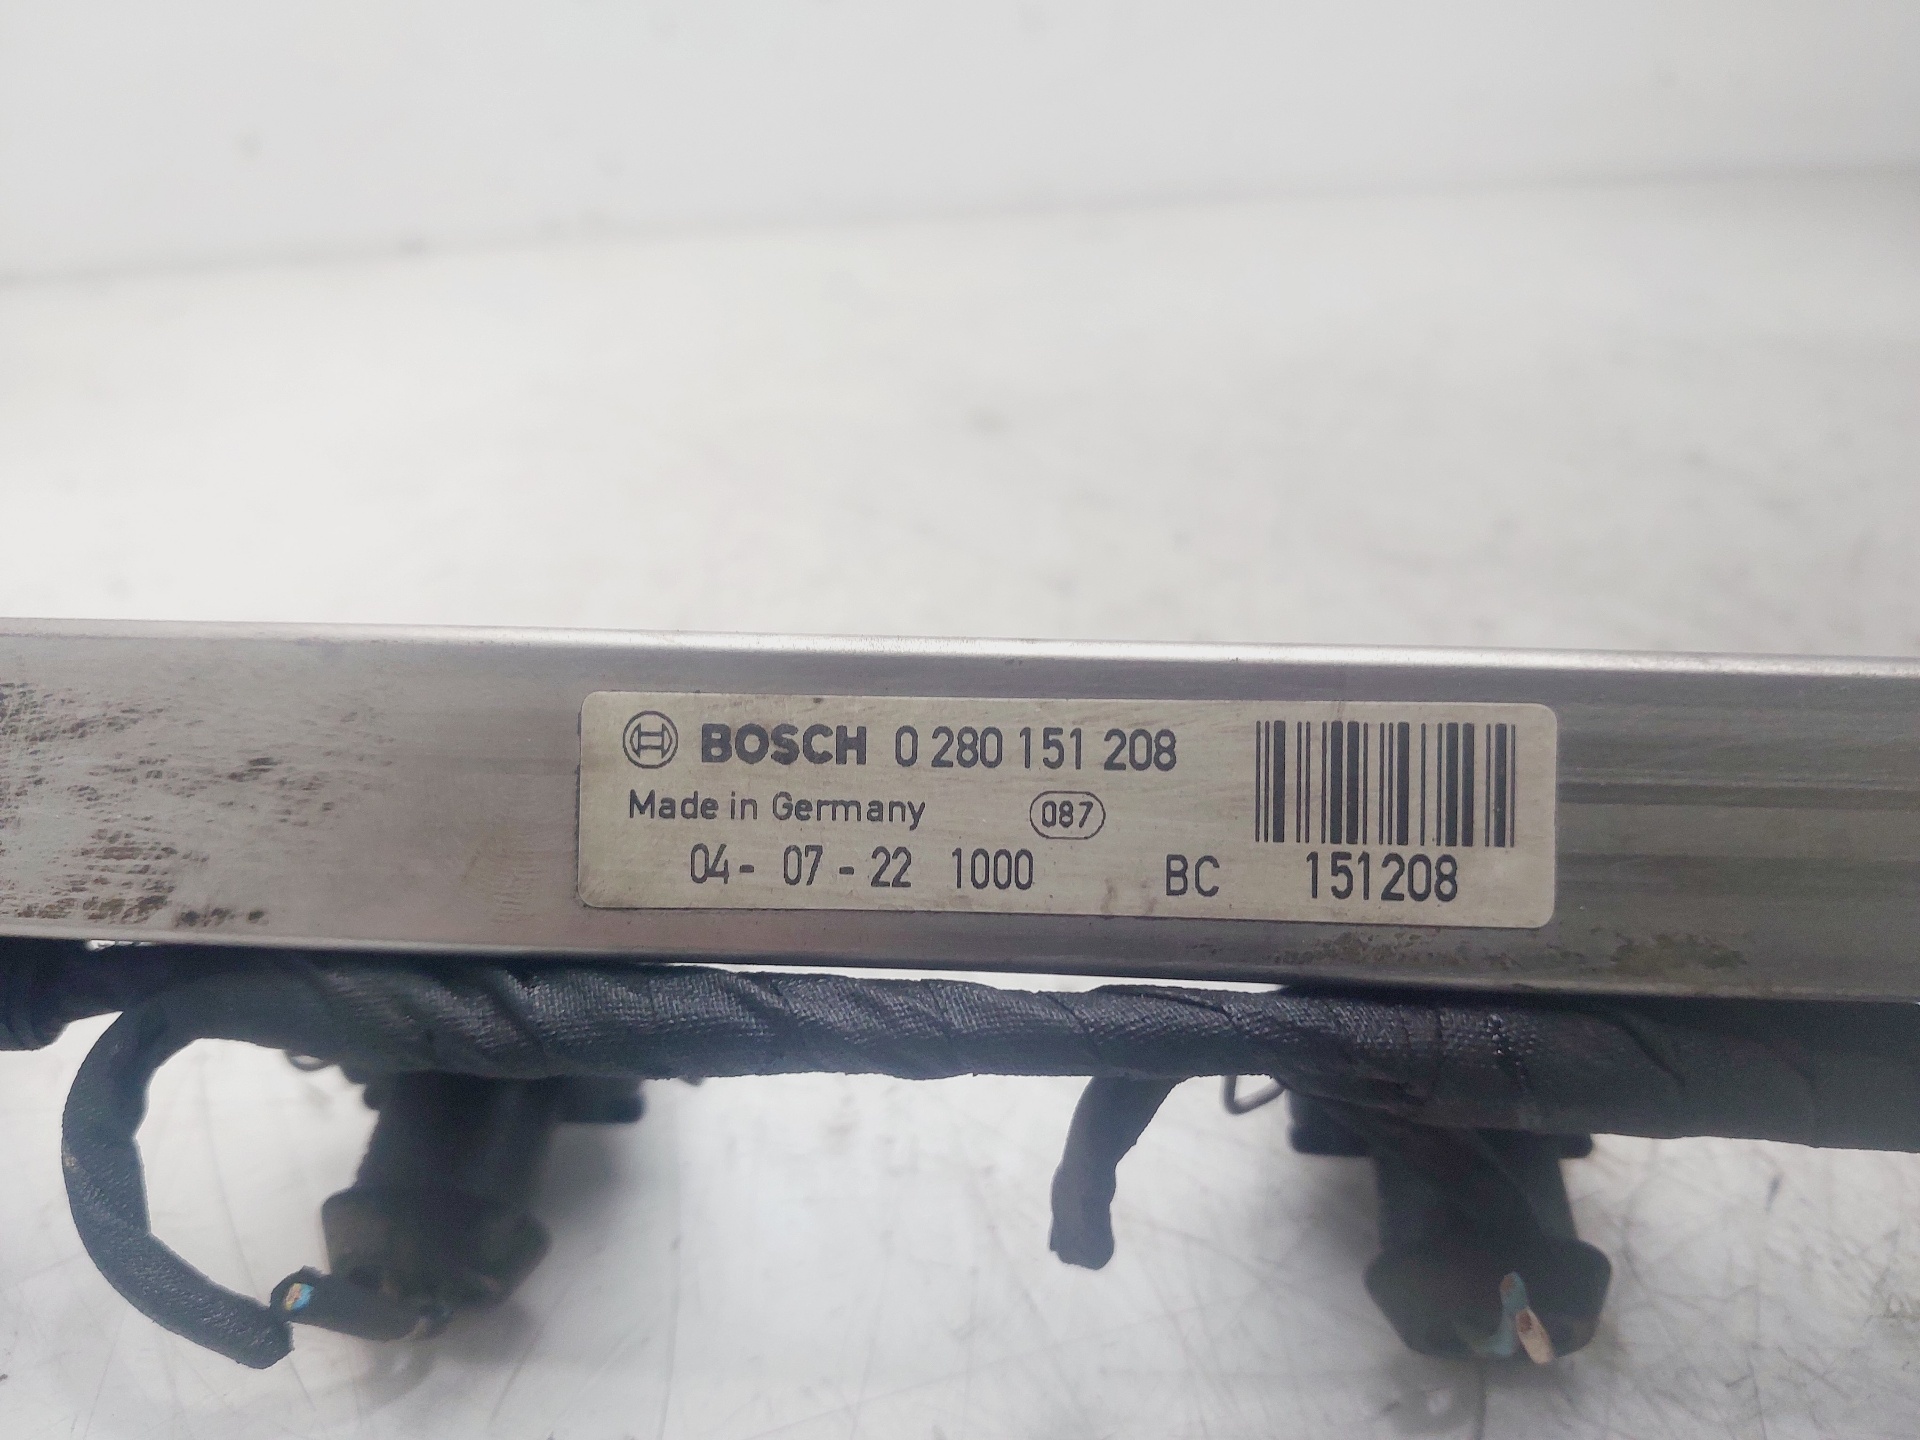 BOSCH 0 280 151 208
Made in Germany 087
04-07-22 1000 BC 151208